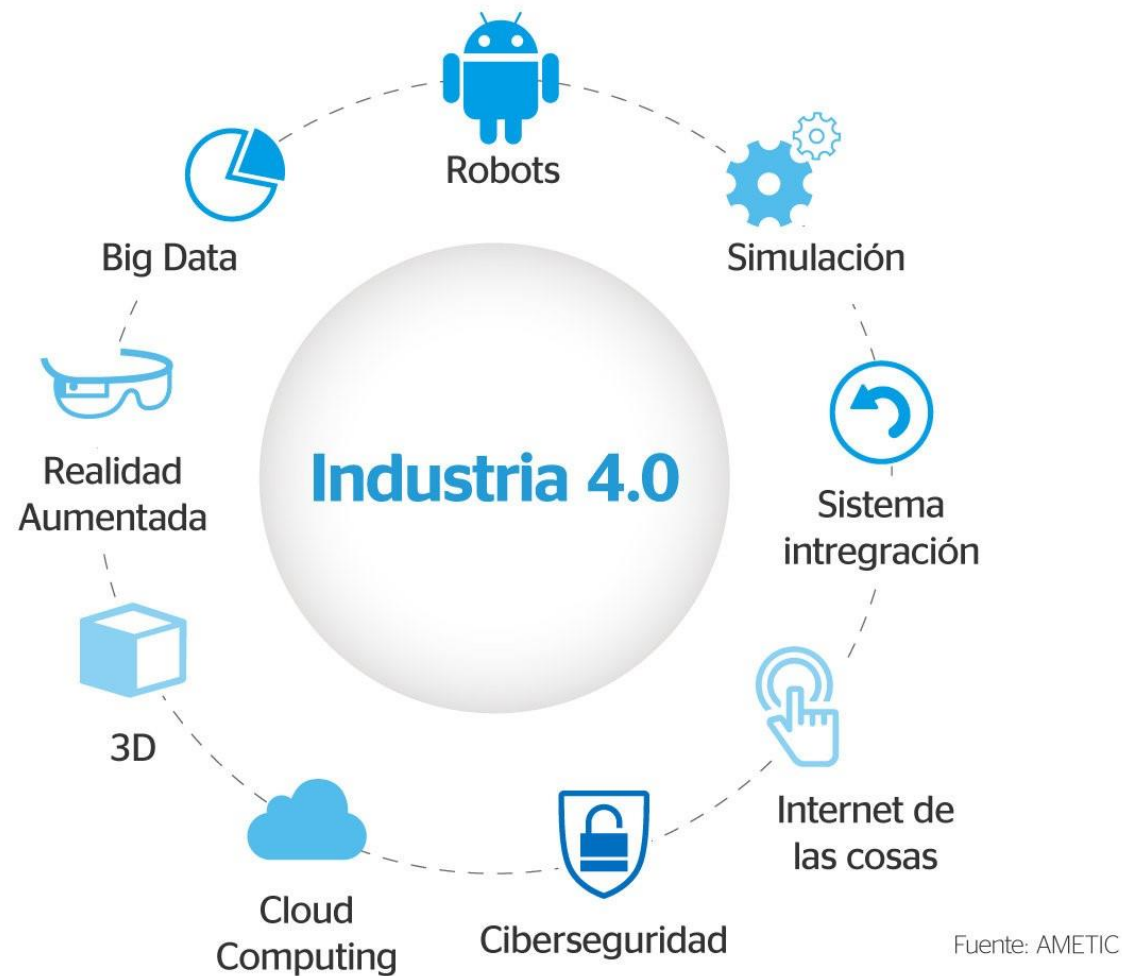 Robots
Simulación
Sistema
intregración
Internet de
las cosas
Ciberseguridad
Cloud
Computing
3D
Realidad
Aumentada
Big Data
Industria 4.0
Fuente: AMETIC